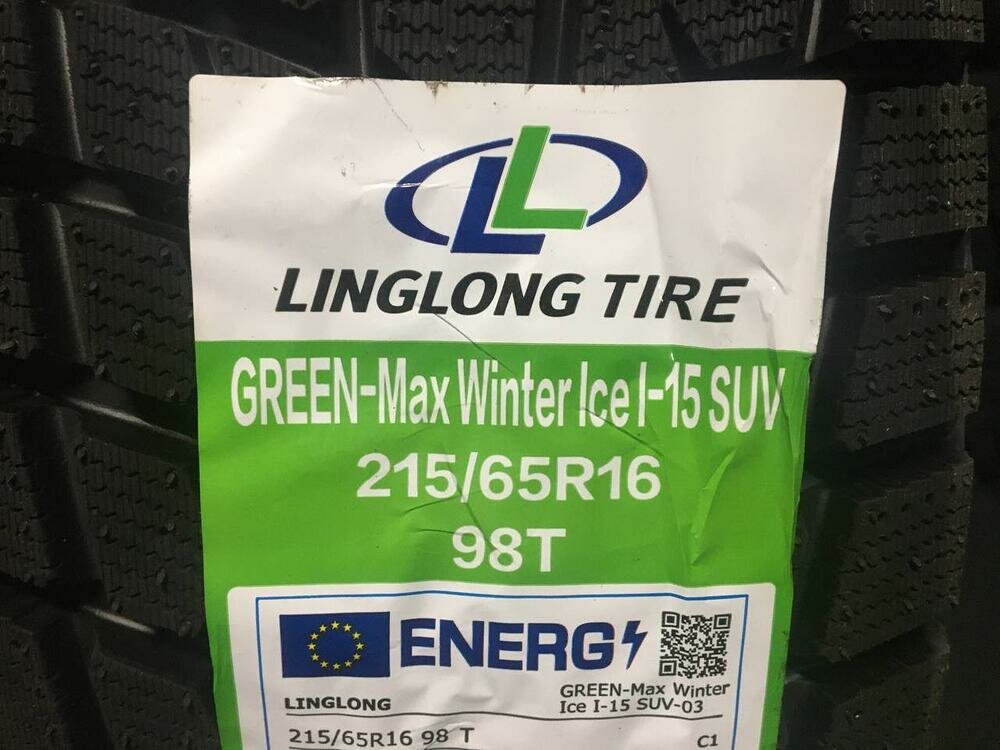 LL
LINGLONG TIRE
GREEN-Max Winter Ice I-15 SUV
215/65R16
98T
ENERG
LINGLONG
GREEN-Max Winter
Ice I-15 SUV-03
215/65R16 98 T
C1